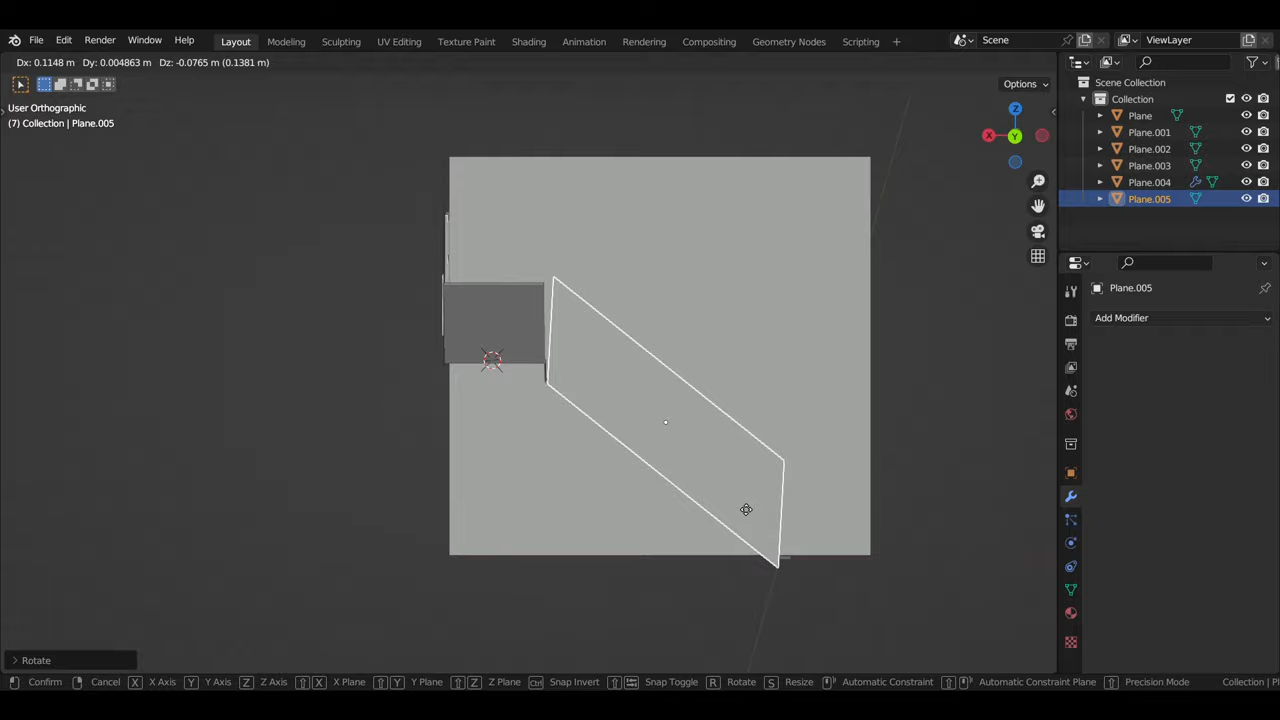 File Edit Render Window Help Layout Modeling Sculpting UV Editing Texture Paint Shading Animation Rendering Compositing Geometry Nodes Scripting + Scene ViewLayer
Dx: 0.1148 m Dy: 0.004863 m Dz: -0.0765 m (0.1381 m)
Options
User Orthographic
(7) Collection | Plane.005
Z
X
Y
Scene Collection
Collection
Plane
Plane.001
Plane.002
Plane.003
Plane.004
Plane.005
Plane.005
Add Modifier
Rotate
Confirm Cancel X X Axis Y Y Axis Z Z Axis X X Plane Y Y Plane Z Z Plane Ctrl Snap Invert Snap Toggle R Rotate S Resize Automatic Constraint Automatic Constraint Plane Precision Mode Collection | Pl